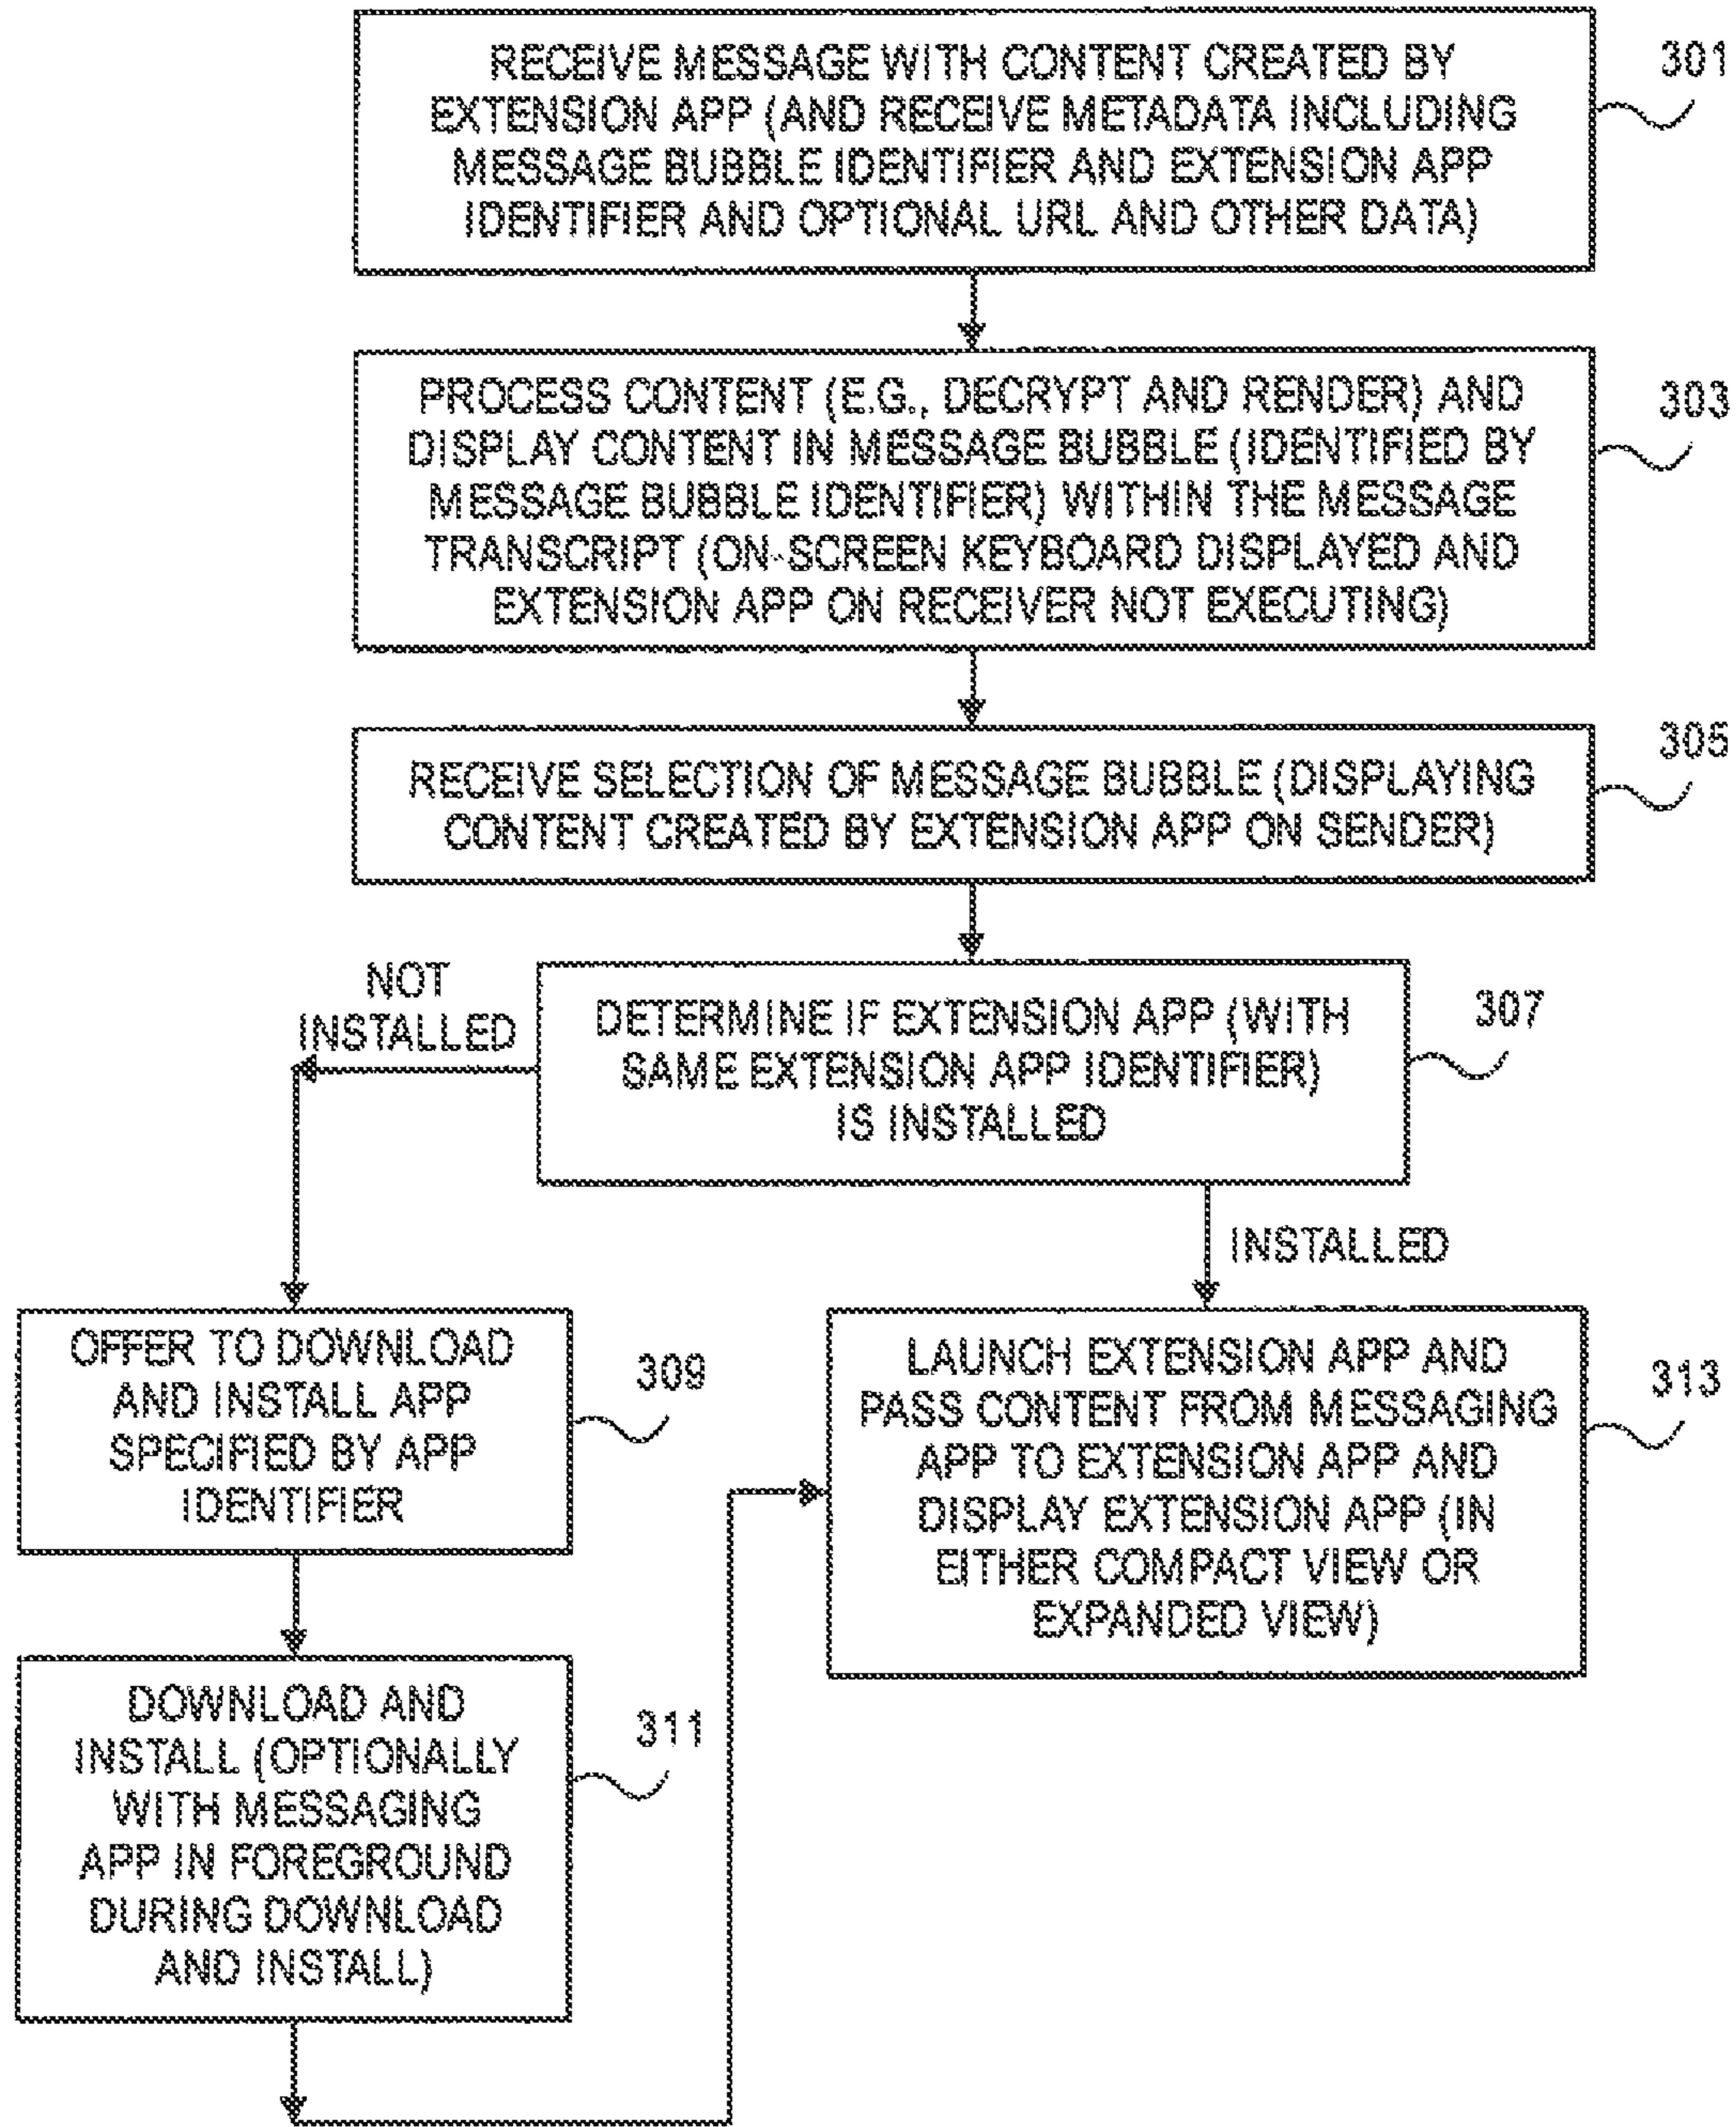 RECEIVE MESSAGE WITH CONTENT CREATED BY
EXTENSION APP (AND RECEIVE METADATA INCLUDING
MESSAGE BUBBLE IDENTIFIER AND EXTENSION APP
IDENTIFIER AND OPTIONAL URL AND OTHER DATA)
301
PROCESS CONTENT (E.G., DECRYPT AND RENDER) AND
DISPLAY CONTENT IN MESSAGE BUBBLE (IDENTIFIED BY
MESSAGE BUBBLE IDENTIFIER) WITHIN THE MESSAGE
TRANSCRIPT (ON-SCREEN KEYBOARD DISPLAYED AND
EXTENSION APP ON RECEIVER NOT EXECUTING)
303
RECEIVE SELECTION OF MESSAGE BUBBLE (DISPLAYING
CONTENT CREATED BY EXTENSION APP ON SENDER)
305
DETERMINE IF EXTENSION APP (WITH
SAME EXTENSION APP IDENTIFIER)
IS INSTALLED
307
NOT
INSTALLED
INSTALLED
OFFER TO DOWNLOAD
AND INSTALL APP
SPECIFIED BY APP
IDENTIFIER
309
DOWNLOAD AND
INSTALL (OPTIONALLY
WITH MESSAGING
APP IN FOREGROUND
DURING DOWNLOAD
AND INSTALL)
311
LAUNCH EXTENSION APP AND
PASS CONTENT FROM MESSAGING
APP TO EXTENSION APP AND
DISPLAY EXTENSION APP (IN
EITHER COMPACT VIEW OR
EXPANDED VIEW)
313